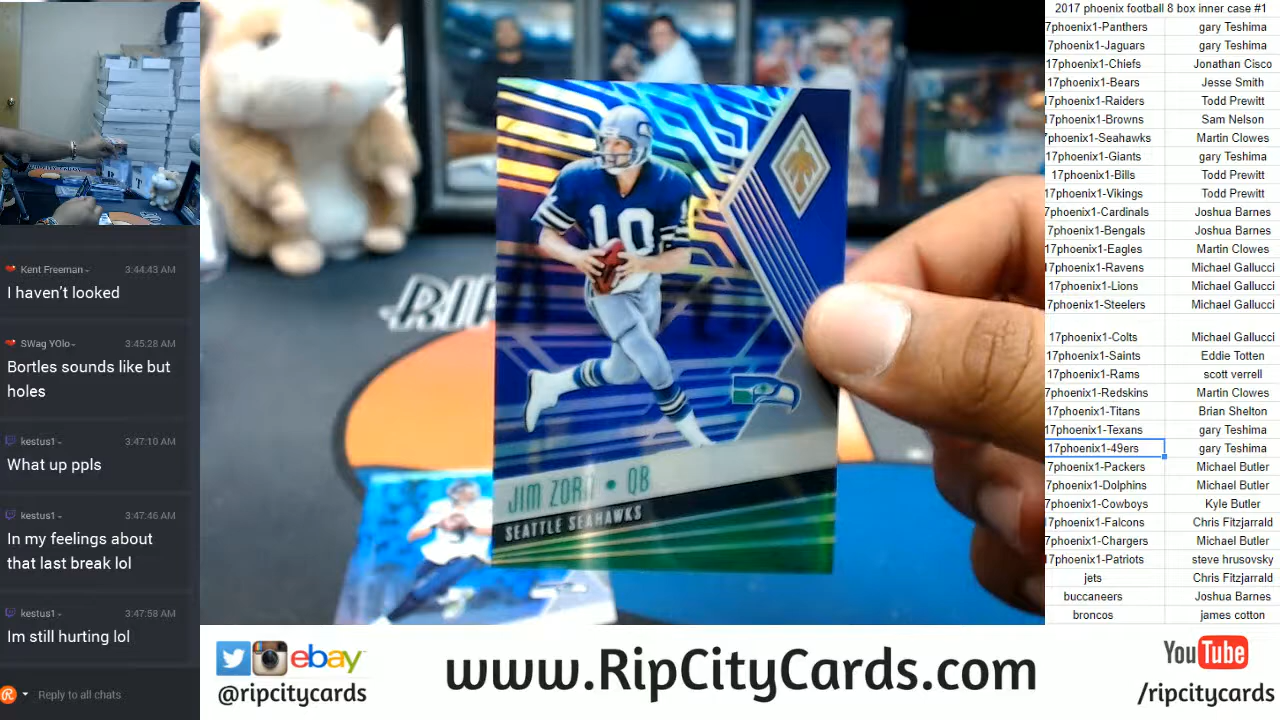 Kent Freeman
3:44:43 AM
I haven't looked
SWag YOlo
3:45:28 AM
Bortles sounds like but
holes
kestus1
3:47:10 AM
What up ppls
kestus1
3:47:46 AM
In my feelings about
that last break lol
kestus1
3:47:58 AM
Im still hurting lol
Reply to all chats
10
JIM ZORN • QB
SEATTLE SEAHAWKS
RIP
ebay
@ripcitycards
www.RipCityCards.com
YouTube
/ripcitycards
2017 phoenix football 8 box inner case #1
7phoenix1-Panthers gary Teshima
7phoenix1-Jaguars gary Teshima
17phoenix1-Chiefs Jonathan Cisco
17phoenix1-Bears Jesse Smith
17phoenix1-Raiders Todd Prewitt
7phoenix1-Browns Sam Nelson
7phoenix1-Seahawks Martin Clowes
17phoenix1-Giants gary Teshima
17phoenix1-Bills Todd Prewitt
17phoenix1-Vikings Todd Prewitt
7phoenix1-Cardinals Joshua Barnes
7phoenix1-Bengals Joshua Barnes
17phoenix1-Eagles Martin Clowes
17phoenix1-Ravens Michael Gallucci
17phoenix1-Lions Michael Gallucci
7phoenix1-Steelers Michael Gallucci
17phoenix1-Colts Michael Gallucci
17phoenix1-Saints Eddie Totten
17phoenix1-Rams scott verrell
7phoenix1-Redskins Martin Clowes
17phoenix1-Titans Brian Shelton
17phoenix1-Texans gary Teshima
17phoenix1-49ers gary Teshima
7phoenix1-Packers Michael Butler
7phoenix1-Dolphins Michael Butler
7phoenix1-Cowboys Kyle Butler
17phoenix1-Falcons Chris Fitzjarrald
7phoenix1-Chargers Michael Butler
17phoenix1-Patriots steve hrusovsky
jets Chris Fitzjarrald
buccaneers Joshua Barnes
broncos james cotton